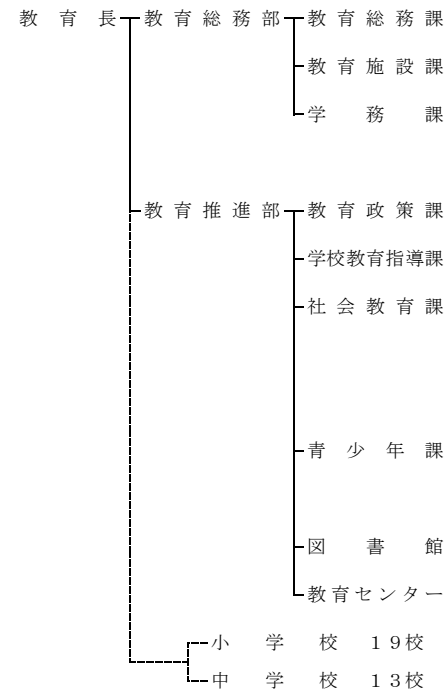 教育長 教育総務部 教育総務課
教育施設課
学務課
教育推進部 教育政策課
学校教育指導課
社会教育課
青少年課
図書館
教育センター
小学校 19校
中学校 13校